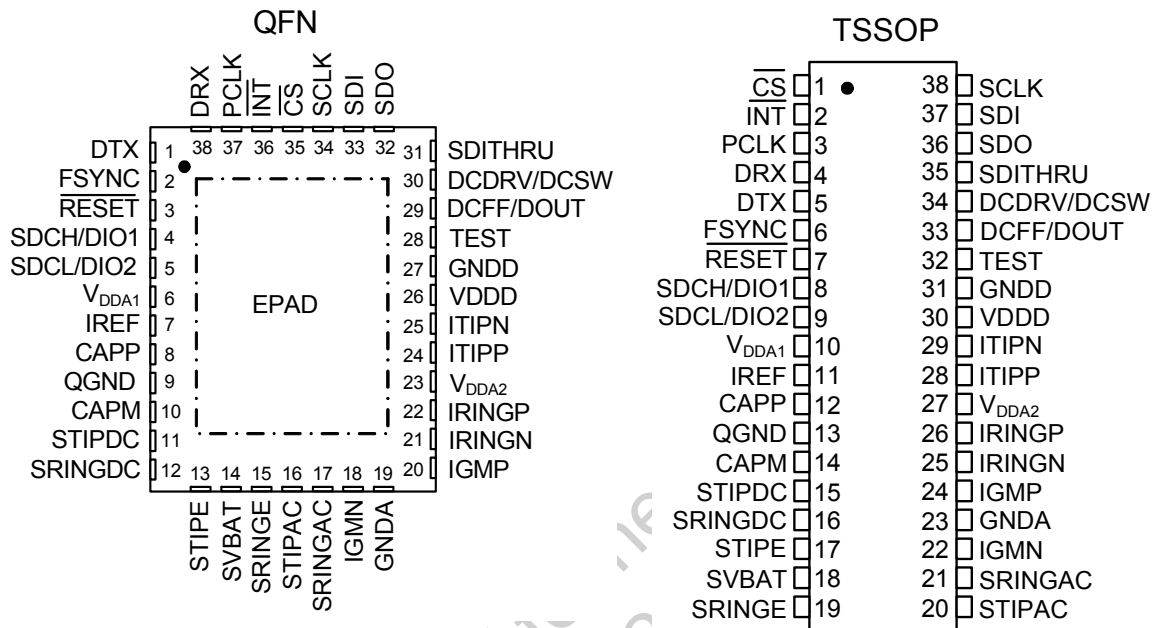 QFN
DRX
PCLK
INT
CS
SCLK
SDI
SDO
38 37 36 35 34 33 32
DTX 1
FSYNC 2
RESET 3
SDCH/DIO1 4
SDCL/DIO2 5
VDDA1 6
IREF 7
CAPP 8
QGND 9
CAPM 10
STIPDC 11
SRINGDC 12
EPAD
31 SDITHRU
30 DCDRV/DCSW
29 DCFF/DOUT
28 TEST
27 GNDD
26 VDDD
25 ITIPN
24 ITIPP
23 VDDA2
22 IRINGP
21 IRINGN
20 IGMP
13 14 15 16 17 18 19
STIPE
SVBAT
SRINGE
STIPAC
SRINGAC
IGMN
GNDA
TSSOP
CS 1
INT 2
PCLK 3
DRX 4
DTX 5
FSYNC 6
RESET 7
SDCH/DIO1 8
SDCL/DIO2 9
VDDA1 10
IREF 11
CAPP 12
QGND 13
CAPM 14
STIPDC 15
SRINGDC 16
STIPE 17
SVBAT 18
SRINGE 19
38 SCLK
37 SDI
36 SDO
35 SDITHRU
34 DCDRV/DCSW
33 DCFF/DOUT
32 TEST
31 GNDD
30 VDDD
29 ITIPN
28 ITIPP
27 VDDA2
26 IRINGP
25 IRINGN
24 IGMP
23 GNDA
22 IGMN
21 SRINGAC
20 STIPAC